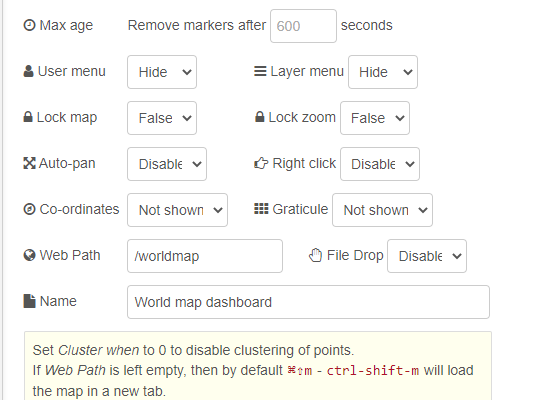 Max age Remove markers after 600 seconds
User menu Hide Layer menu Hide
Lock map False Lock zoom False
Auto-pan Disable Right click Disable
Co-ordinates Not shown Graticule Not shown
Web Path /worldmap File Drop Disable
Name World map dashboard
Set Cluster when to 0 to disable clustering of points.
If Web Path is left empty, then by default ⌘⇧m - ctrl-shift-m will load
the map in a new tab.